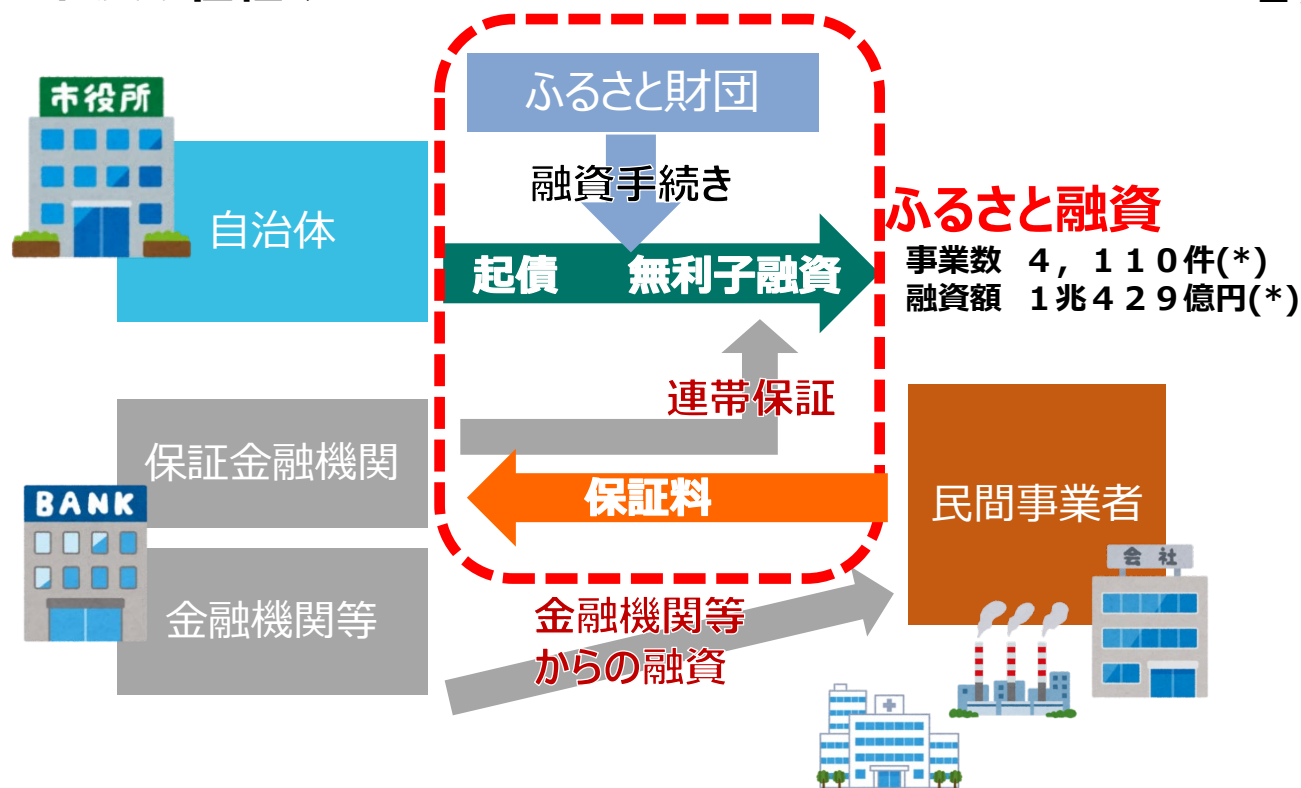 市役所
ふるさと財団
融資手続き
自治体
起債 無利子融資
ふるさと融資
事業数 4，110件(*)
融資額 1兆429億円(*)
連帯保証
保証金融機関
保証料
民間事業者
BANK
会社
金融機関等
金融機関等
からの融資